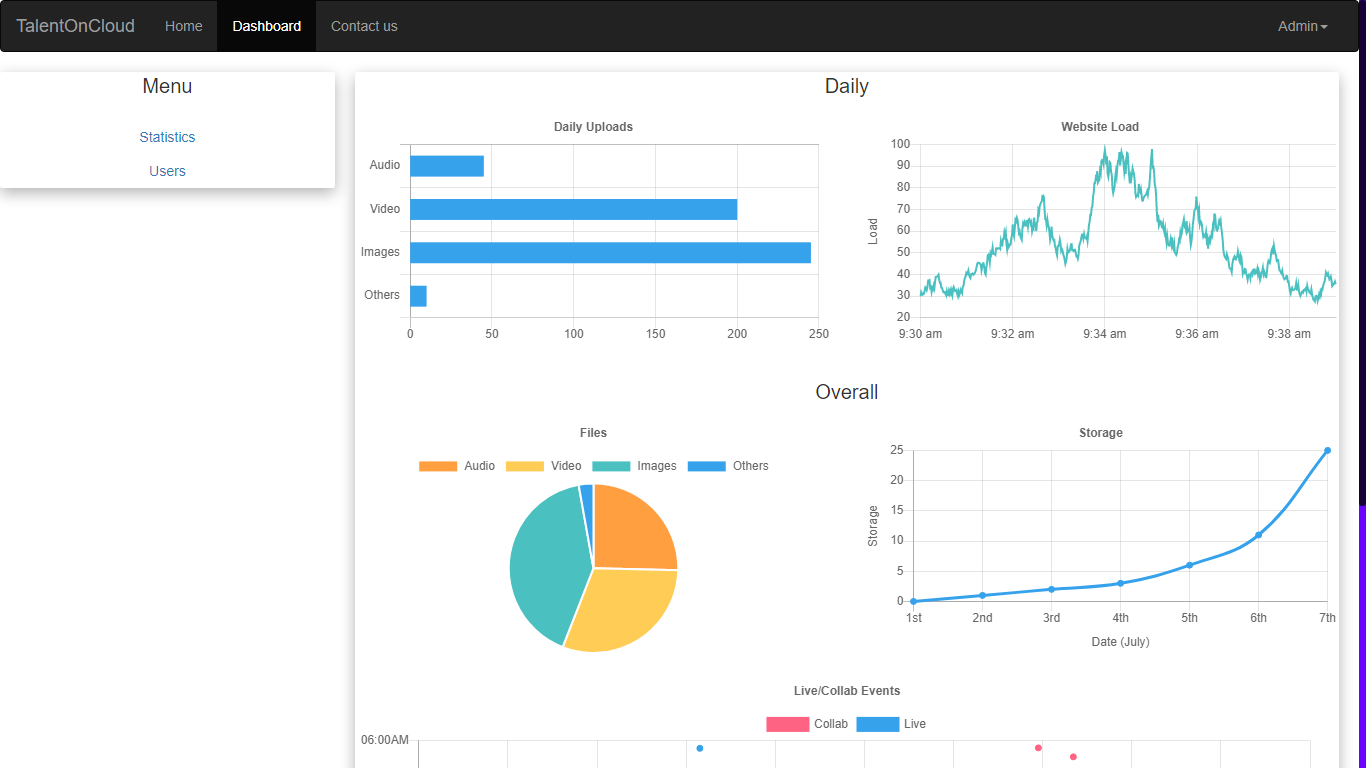 TalentOnCloud Home Dashboard Contact us Admin
Menu
Statistics
Users
Daily
Daily Uploads
Audio
Video
Images
Others
0 50 100 150 200 250
Website Load
Load
100
90
80
70
60
50
40
30
20
9:30 am 9:32 am 9:34 am 9:36 am 9:38 am
Overall
Files
Audio Video Images Others
Storage
Storage
25
20
15
10
5
0
1st 2nd 3rd 4th 5th 6th 7th
Date (July)
Live/Collab Events
Collab Live
06:00AM